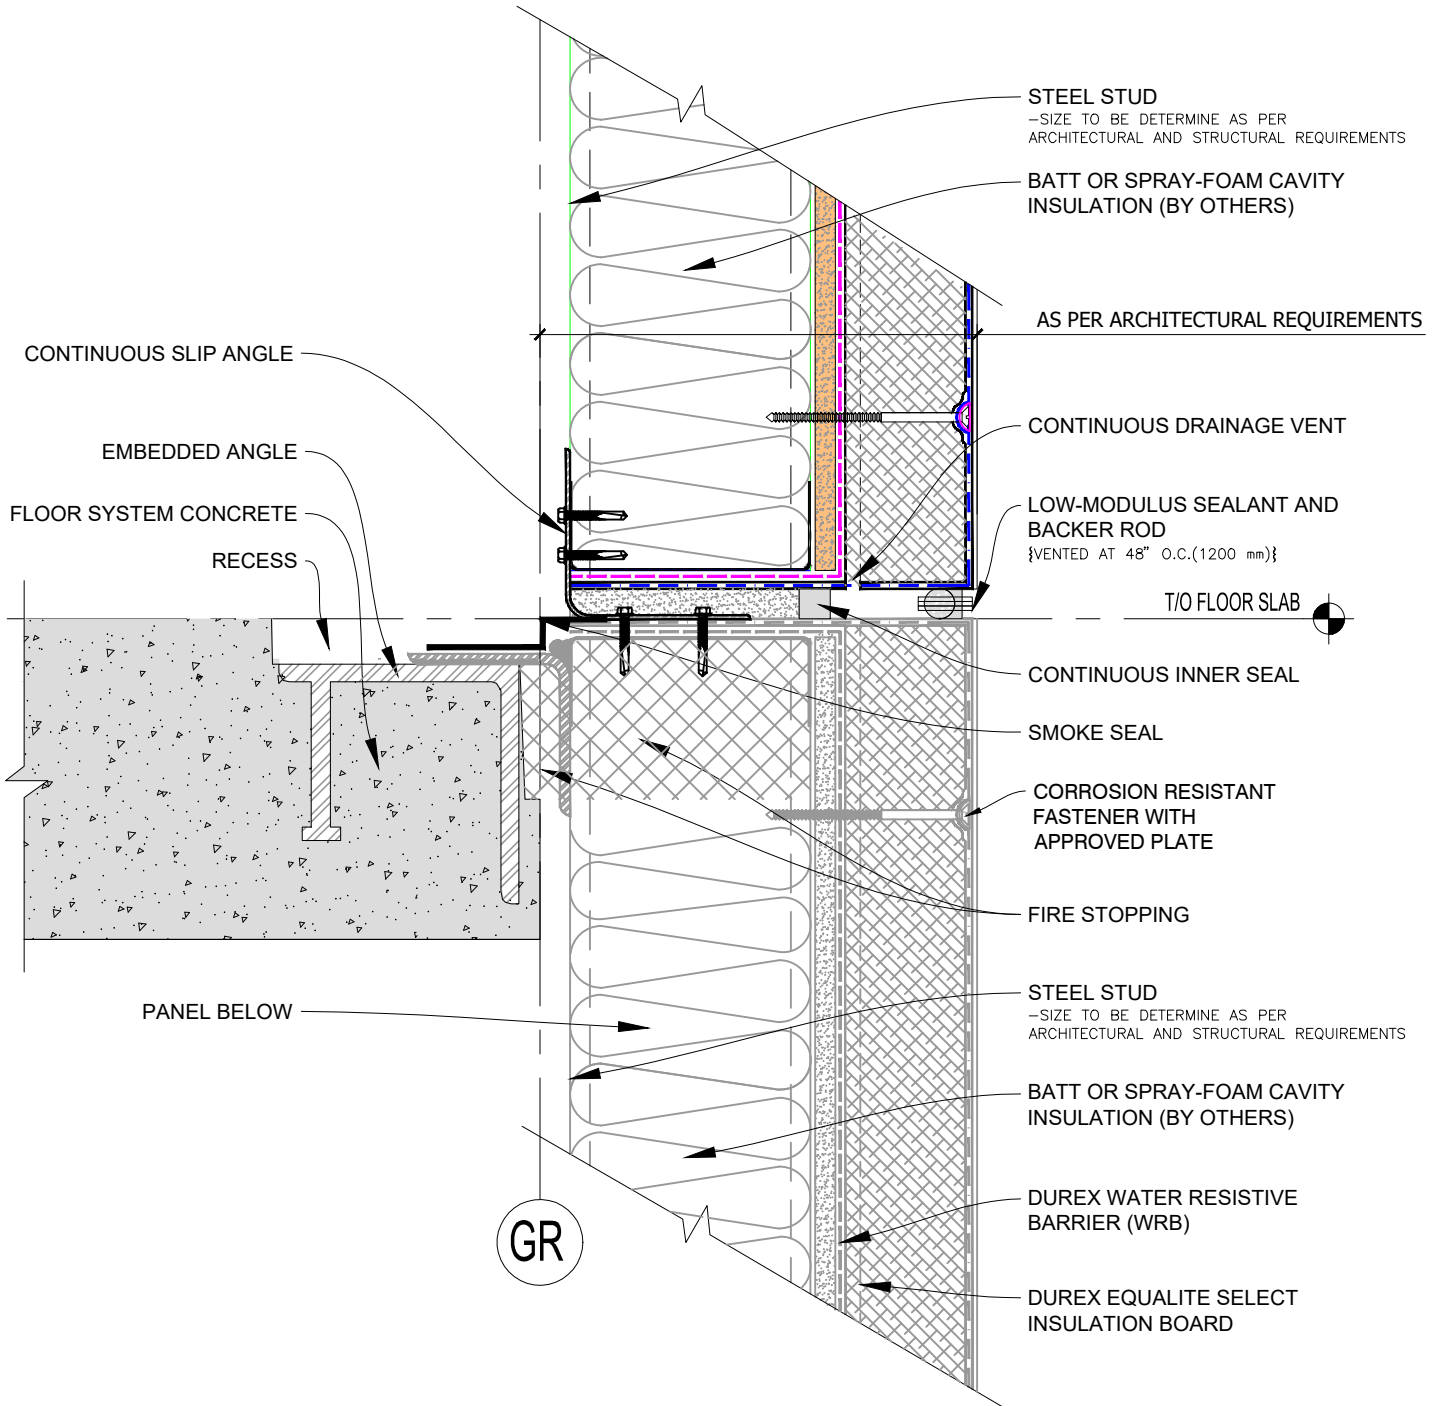 STEEL STUD
-SIZE TO BE DETERMINE AS PER
ARCHITECTURAL AND STRUCTURAL REQUIREMENTS
BATT OR SPRAY-FOAM CAVITY
INSULATION (BY OTHERS)
AS PER ARCHITECTURAL REQUIREMENTS
CONTINUOUS SLIP ANGLE
CONTINUOUS DRAINAGE VENT
EMBEDDED ANGLE
LOW-MODULUS SEALANT AND
BACKER ROD
{VENTED AT 48" O.C.(1200 mm)}
FLOOR SYSTEM CONCRETE
RECESS
T/O FLOOR SLAB
CONTINUOUS INNER SEAL
SMOKE SEAL
CORROSION RESISTANT
FASTENER WITH
APPROVED PLATE
FIRE STOPPING
STEEL STUD
-SIZE TO BE DETERMINE AS PER
ARCHITECTURAL AND STRUCTURAL REQUIREMENTS
PANEL BELOW
BATT OR SPRAY-FOAM CAVITY
INSULATION (BY OTHERS)
DUREX WATER RESISTIVE
BARRIER (WRB)
GR
DUREX EQUALITE SELECT
INSULATION BOARD